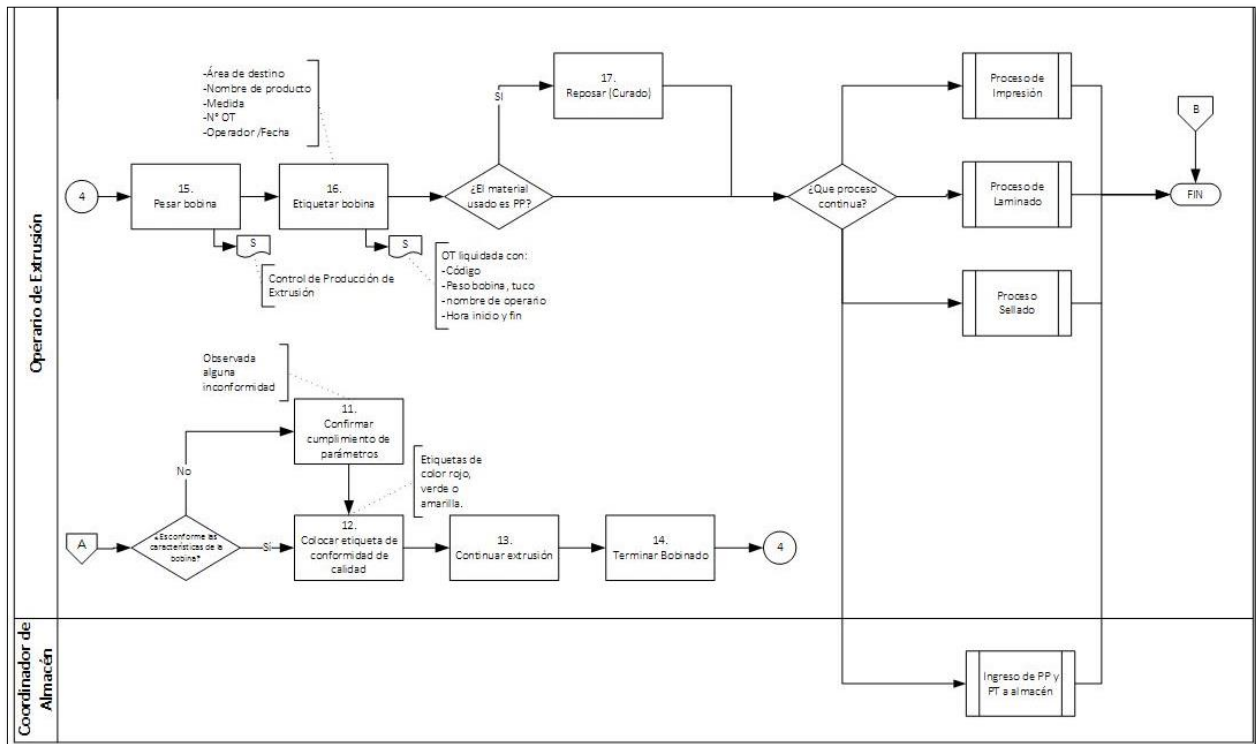 Operario de Extrusión
-Área de destino
-Nombre de producto
-Medida
-N° OT
-Operador /Fecha
4
15.
Pesar bobina
S
Control de Producción de
Extrusión
16.
Etiquetar bobina
S
OT liquidada con:
-Código
-Peso bobina, tuco
-nombre de operario
-Hora inicio y fin
¿El material
usado es PP?
Sí
17.
Reposar (Curado)
¿Que proceso
continua?
Proceso de
Impresión
Proceso de
Laminado
Proceso
Sellado
B
FIN
A
¿Es conforme las
características de la
bobina?
No
Sí
Observada
alguna
inconformidad
11.
Confirmar
cumplimiento de
parámetros
Etiquetas de
color rojo,
verde o
amarilla.
12.
Colocar etiqueta de
conformidad de
calidad
13.
Continuar extrusión
14.
Terminar Bobinado
4
Coordinador de
Almacén
Ingreso de PP y
PT a almacén